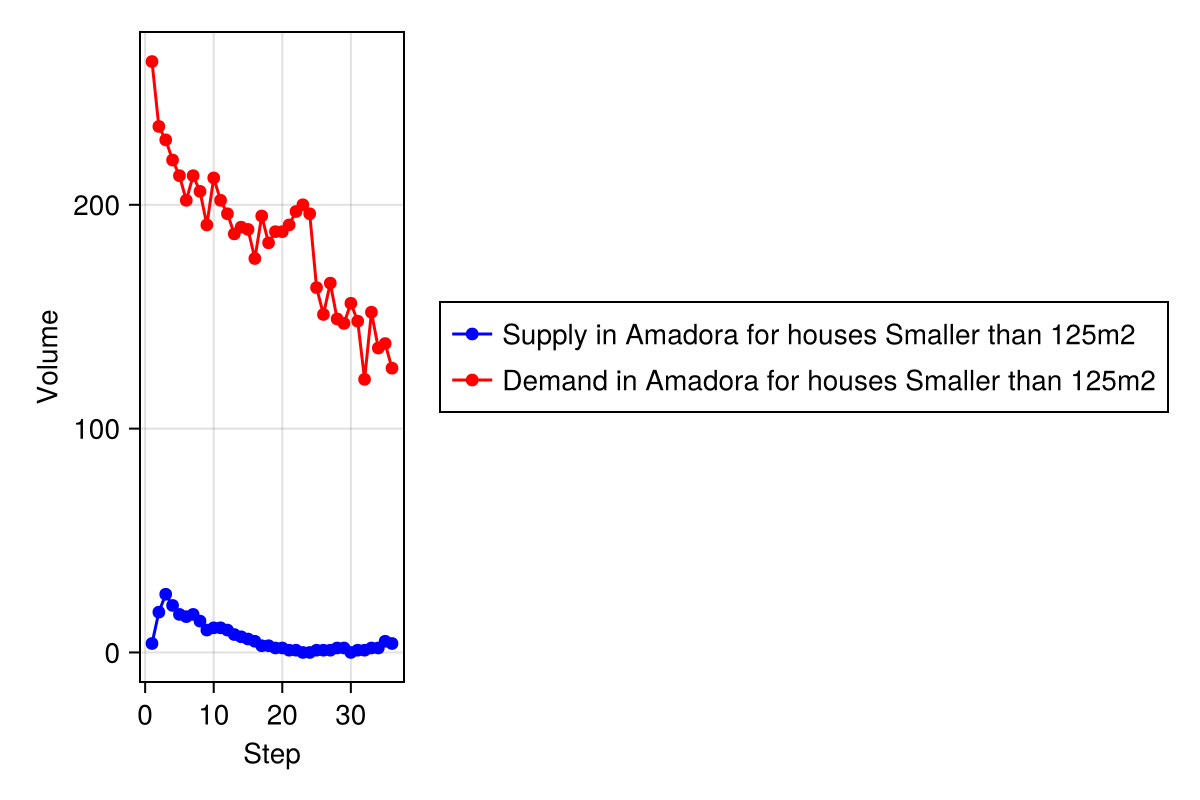 Volume
200
100
0
0 10 20 30
Step
Supply in Amadora for houses Smaller than 125m2
Demand in Amadora for houses Smaller than 125m2